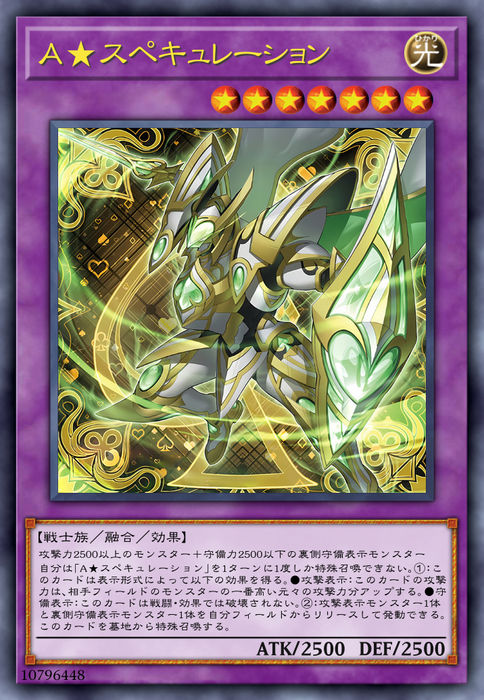 A★スペキュレーション
ひかり
光
【戦士族／融合／効果】
攻撃力2500以上のモンスター＋守備力2500以下の裏側守備表示モンスター
自分は「A★スペキュレーション」を1ターンに1度しか特殊召喚できない。①：こ
のカードは表示形式によって以下の効果を得る。●攻撃表示：このカードの攻撃
力は、相手フィールドのモンスターの一番高い元々の攻撃力分アップする。●守
備表示：このカードは戦闘・効果では破壊されない。②：攻撃表示モンスター1体
と裏側守備表示モンスター1体を自分フィールドからリリースして発動できる。
このカードを墓地から特殊召喚する。
ATK/2500 DEF/2500
10796448